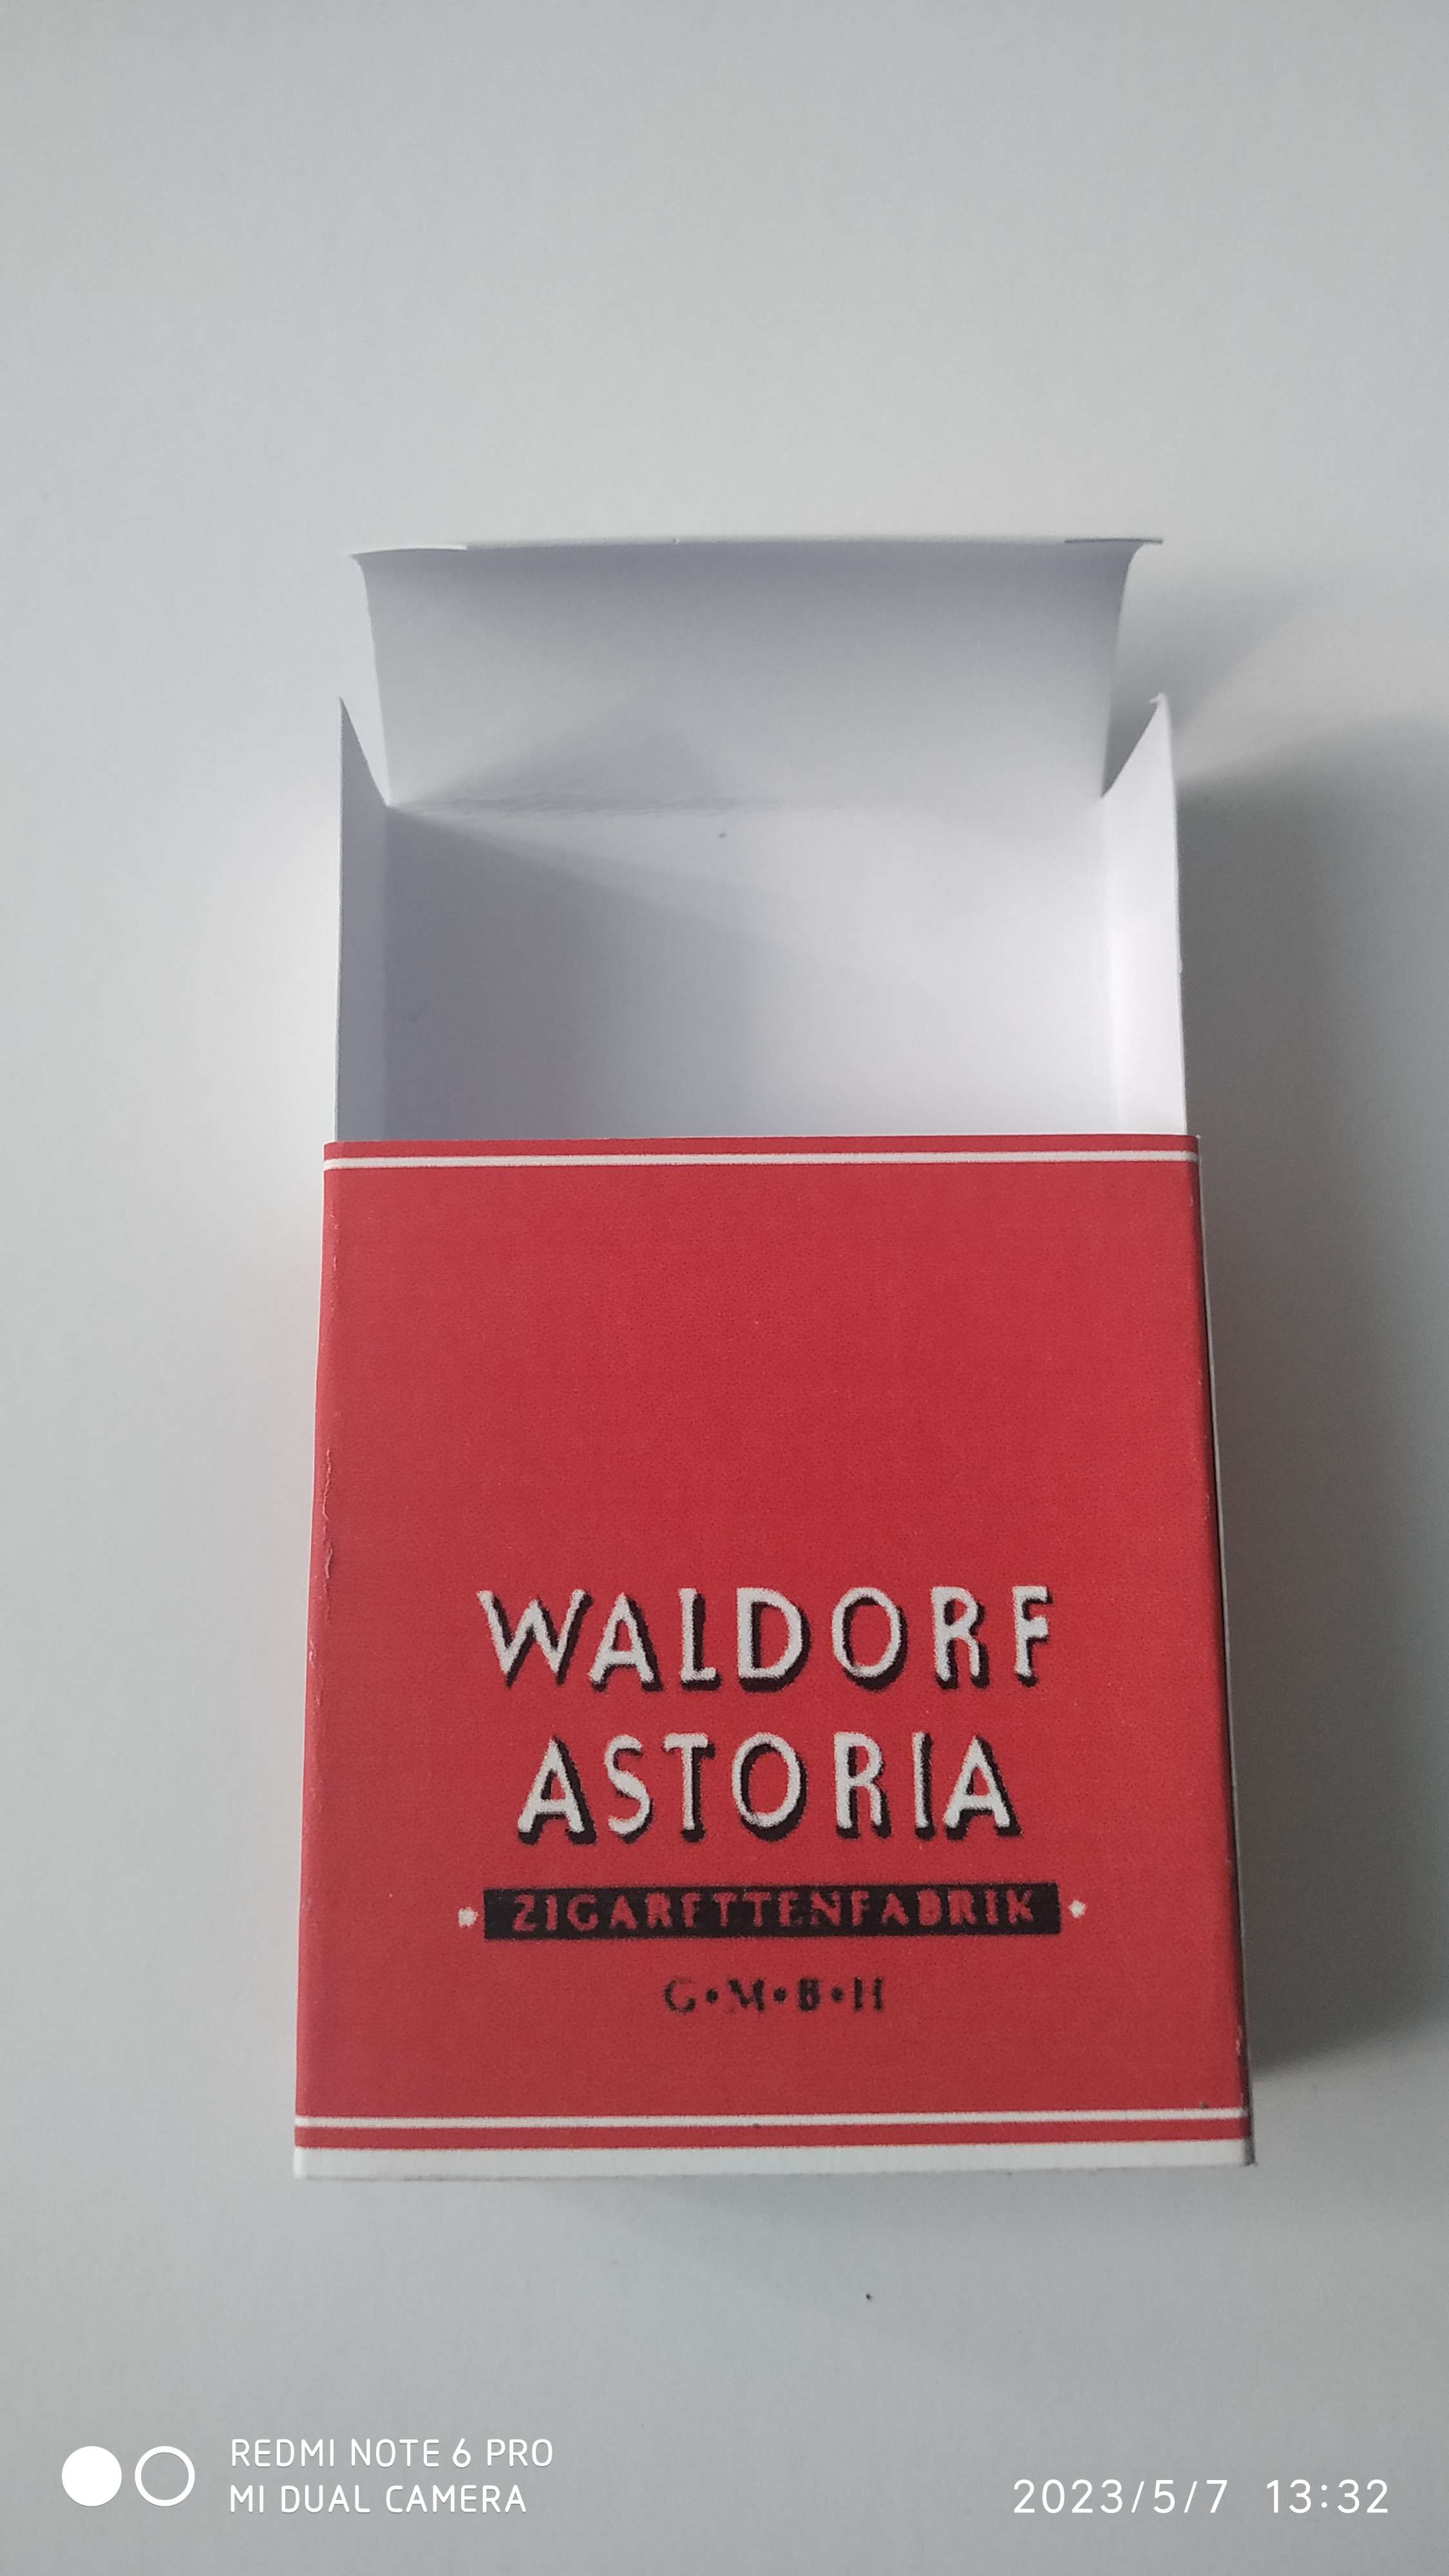 WALDORF
ASTORIA
ZIGARETTENFABRIK
G•M•B•H
REDMI NOTE 6 PRO
MI DUAL CAMERA
2023/5/7 13:32